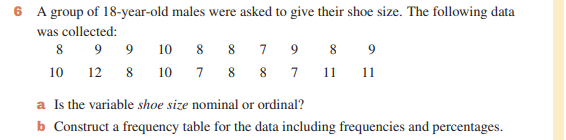 6 A group of 18-year-old males were asked to give their shoe size. The following data
was collected:
8 9 9 10 8 8 7 9 8 9
10 12 8 10 7 8 8 7 11 11
a Is the variable shoe size nominal or ordinal?
b Construct a frequency table for the data including frequencies and percentages.